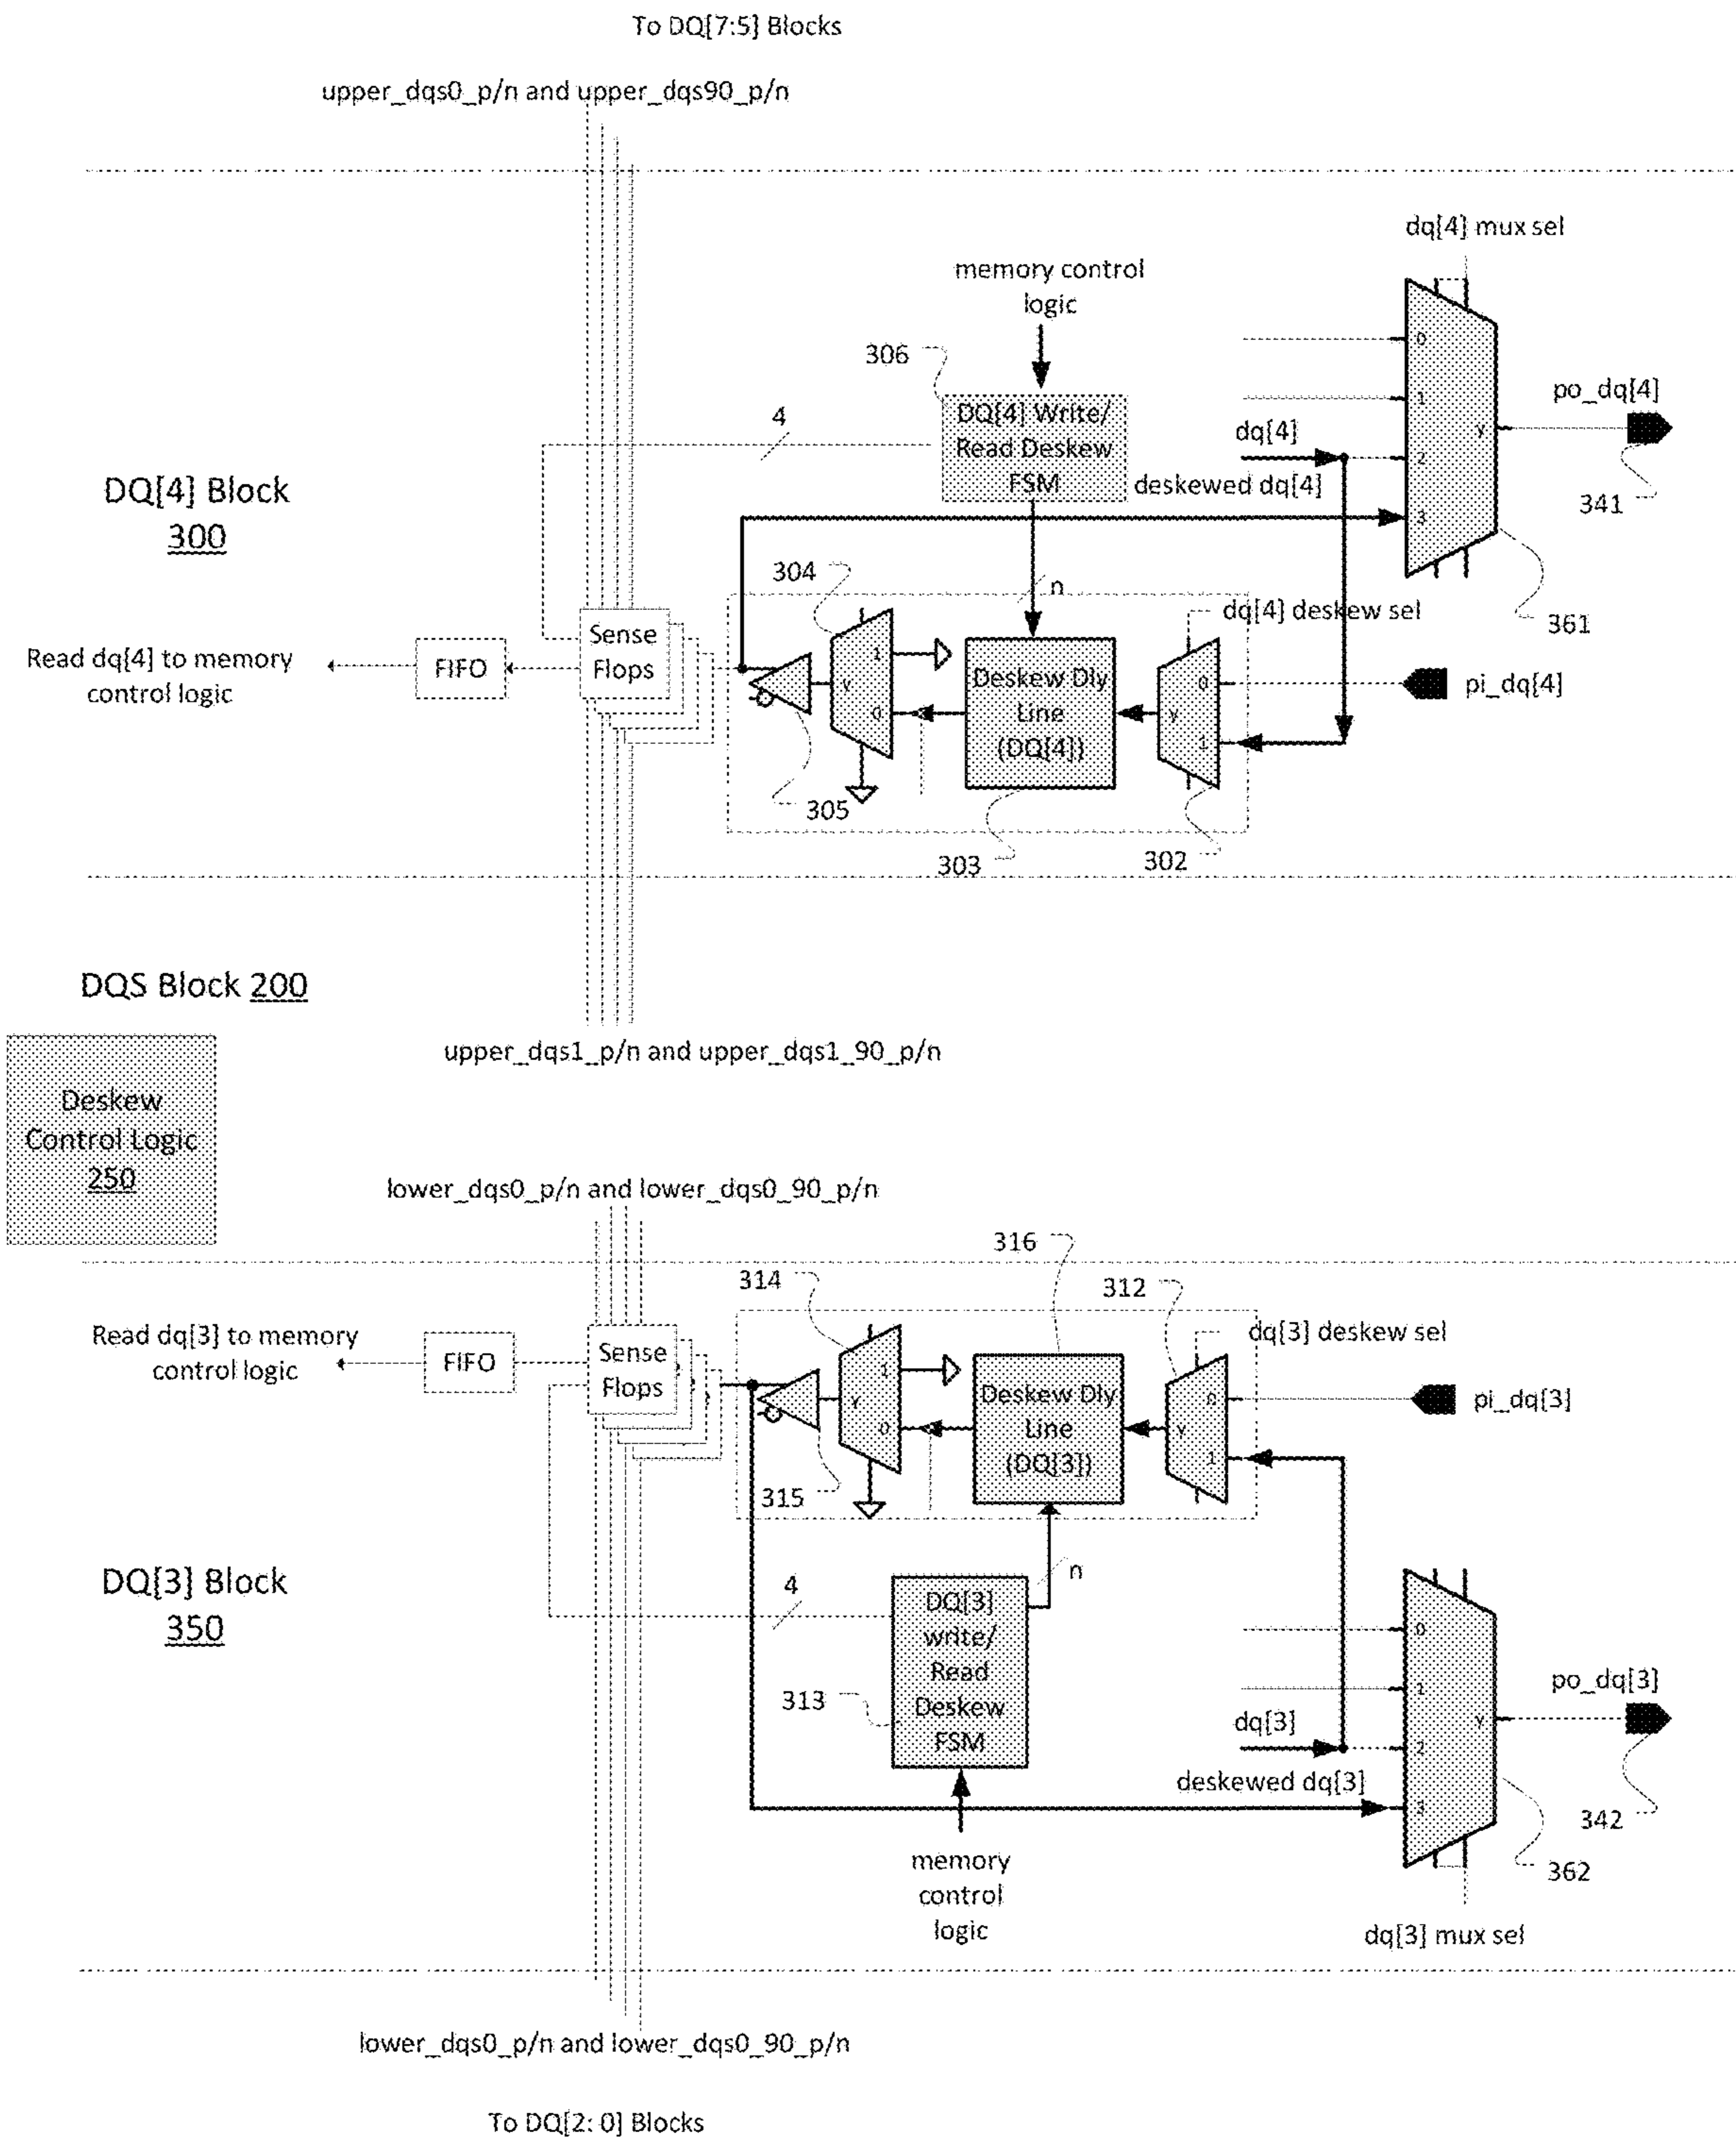 To DQ[7:5] Blocks
upper_dqs0_p/n and upper_dqs90_p/n
dq[4] mux sel
memory control
logic
306
0
po_dq[4]
1
4
DQ[4] Write/
Read Deskew
FSM
dq[4]
y
2
DQ[4] Block
300
deskewed dq[4]
341
3
304
n
dq[4] deskew sel
361
Sense
Flops
Read dq[4] to memory
control logic
FIFO
1
y
0
Deskew Dly
Line
(DQ[4])
0
y
1
pi_dq[4]
305
303
302
DQS Block 200
upper_dqs1_p/n and upper_dqs1_90_p/n
Deskew
Control Logic
250
lower_dqs0_p/n and lower_dqs0_90_p/n
316
314
312
Read dq[3] to memory
control logic
FIFO
Sense
Flops
dq[3] deskew sel
1
y
0
Deskew Dly
Line
(DQ[3])
0
y
1
pi_dq[3]
315
n
DQ[3] Block
350
4
DQ[3]
write/
Read
Deskew
FSM
313
0
1
po_dq[3]
dq[3]
y
2
deskewed dq[3]
3
342
memory
control
logic
362
dq[3] mux sel
lower_dqs0_p/n and lower_dqs0_90_p/n
To DQ[2: 0] Blocks